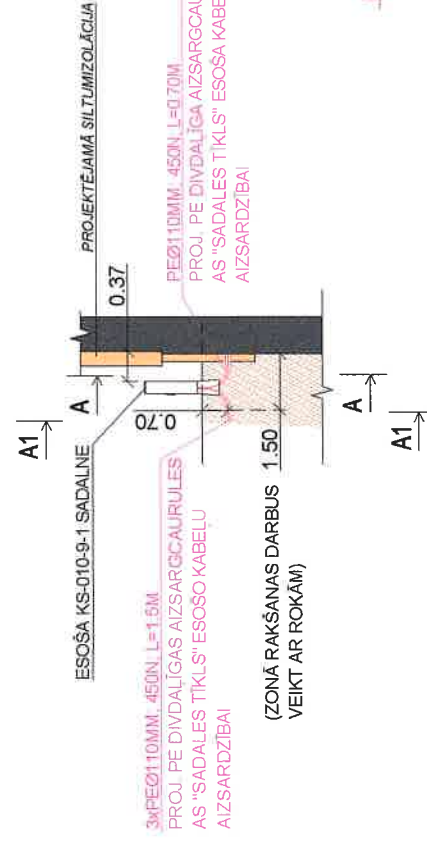 PROJEKTĒJAMĀ SILTUMIZOLĀCIJA
ESOŠA KS-010-9-1 SADALNE
A1
A
0.37
0.70
1.50
3xPEØ110MM, 450N, L=1.5M
PROJ. PE DIVDAĻĪGAS AIZSARGCAURULES
AS "SADALES TĪKLS" ESOŠO KABEĻU
AIZSARDZĪBAI
PEØ110MM, 450N, L=0.70M
PROJ. PE DIVDAĻĪGA AIZSARGCAU
AS "SADALES TĪKLS" ESOŠA KABE
AIZSARDZĪBAI
(ZONĀ RAKŠANAS DARBUS
VEIKT AR ROKĀM)
A
A1